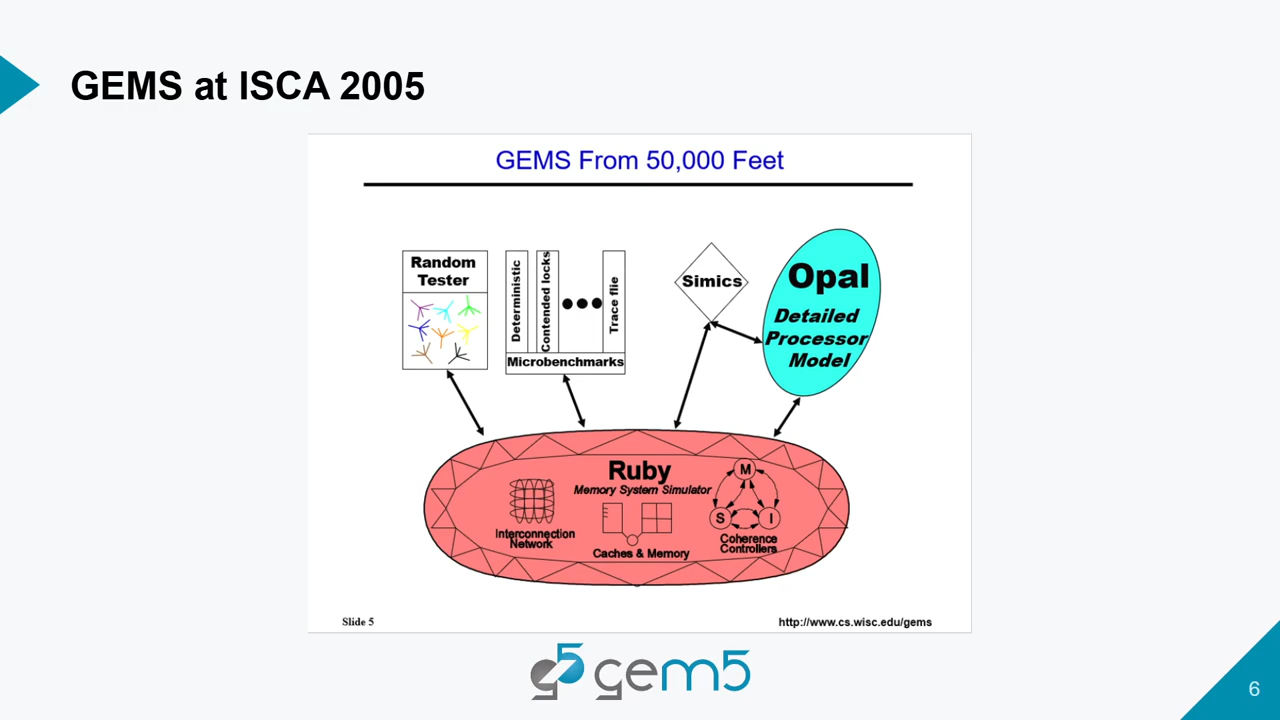 GEMS at ISCA 2005
GEMS From 50,000 Feet
Random
Tester
Deterministic
Contended locks
Trace flie
Microbenchmarks
Simics
Opal
Detailed
Processor
Model
Ruby
Memory System Simulator
Interconnection
Network
Caches & Memory
M
S
I
Coherence
Controllers
Slide 5
http://www.cs.wisc.edu/gems
g5 gem5
6